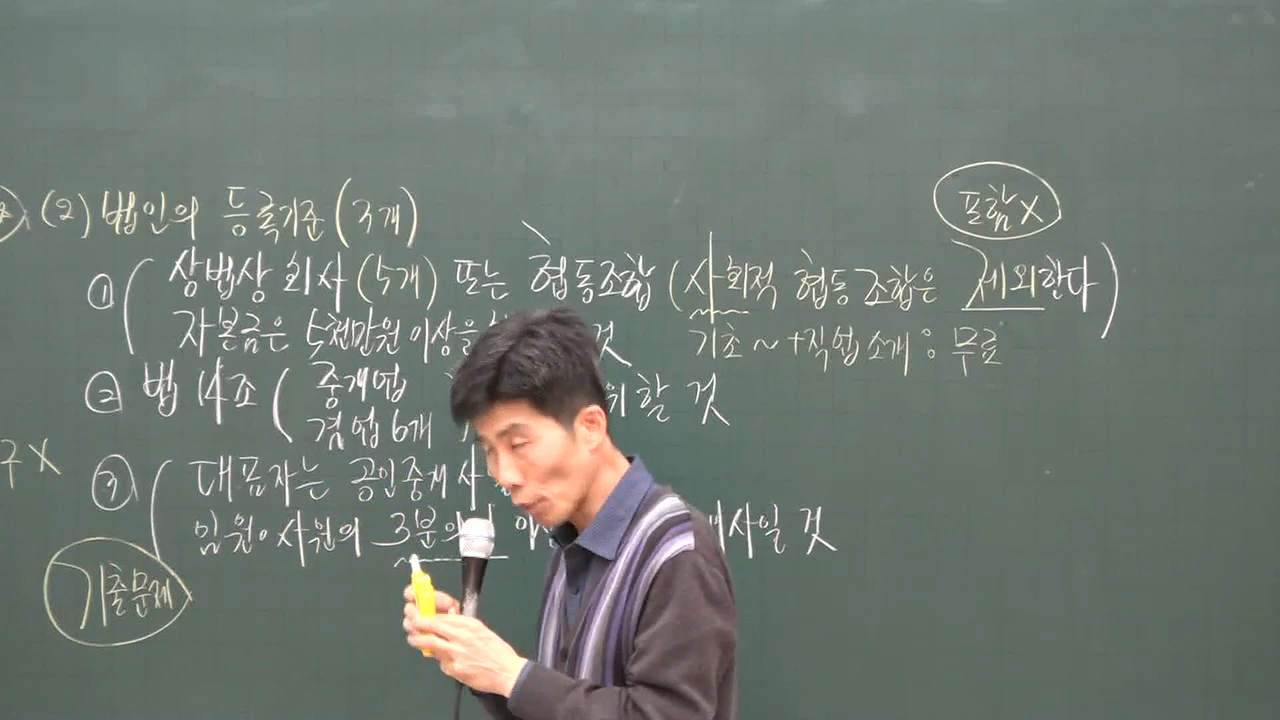 포함X
(2) 법인의 등록기준 (3개)
① 상법상 회사 (5개) 또는 협동조합 (사회적 협동조합은 제외한다)
자본금은 5천만원 이상을 것
기초~+직업소개: 무료
② 법 14조 ( 중개업
겸업 6개 위할 것
구 X
③ 대표자는 공인중개사
임원·사원의 3분의 사일 것
기출문제